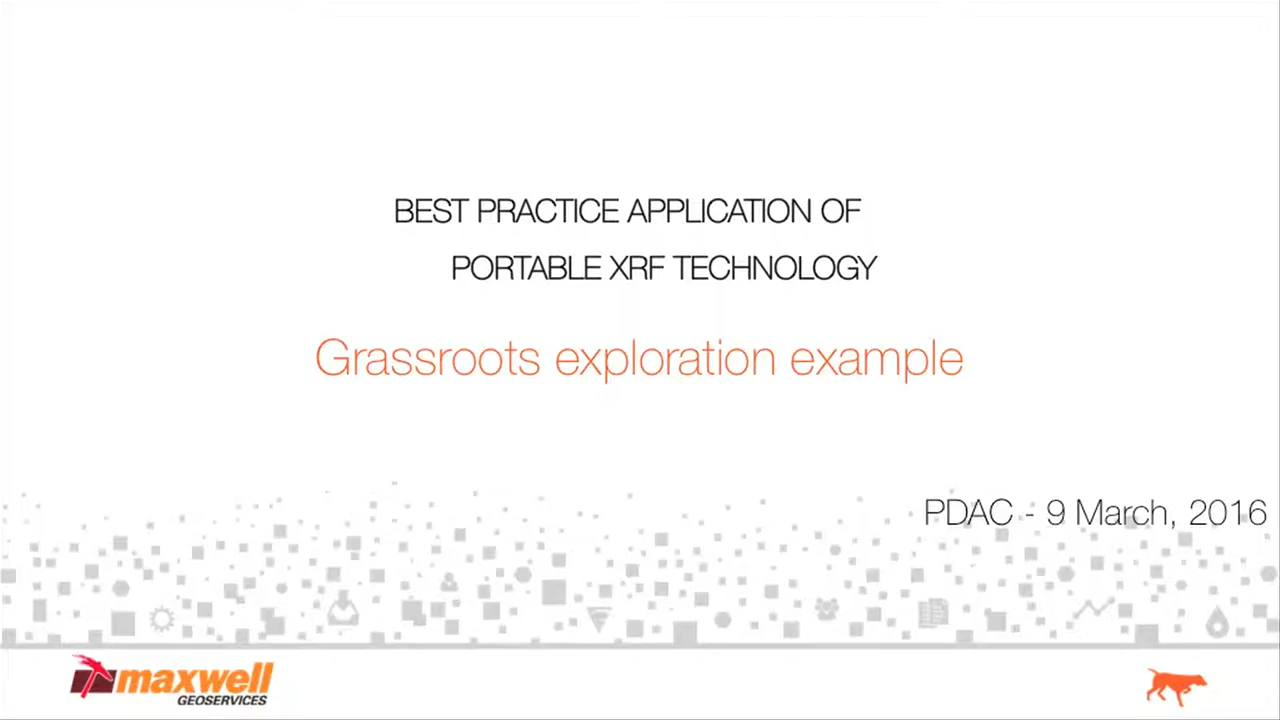 BEST PRACTICE APPLICATION OF
PORTABLE XRF TECHNOLOGY
Grassroots exploration example
PDAC - 9 March, 2016
maxwell
GEOSERVICES